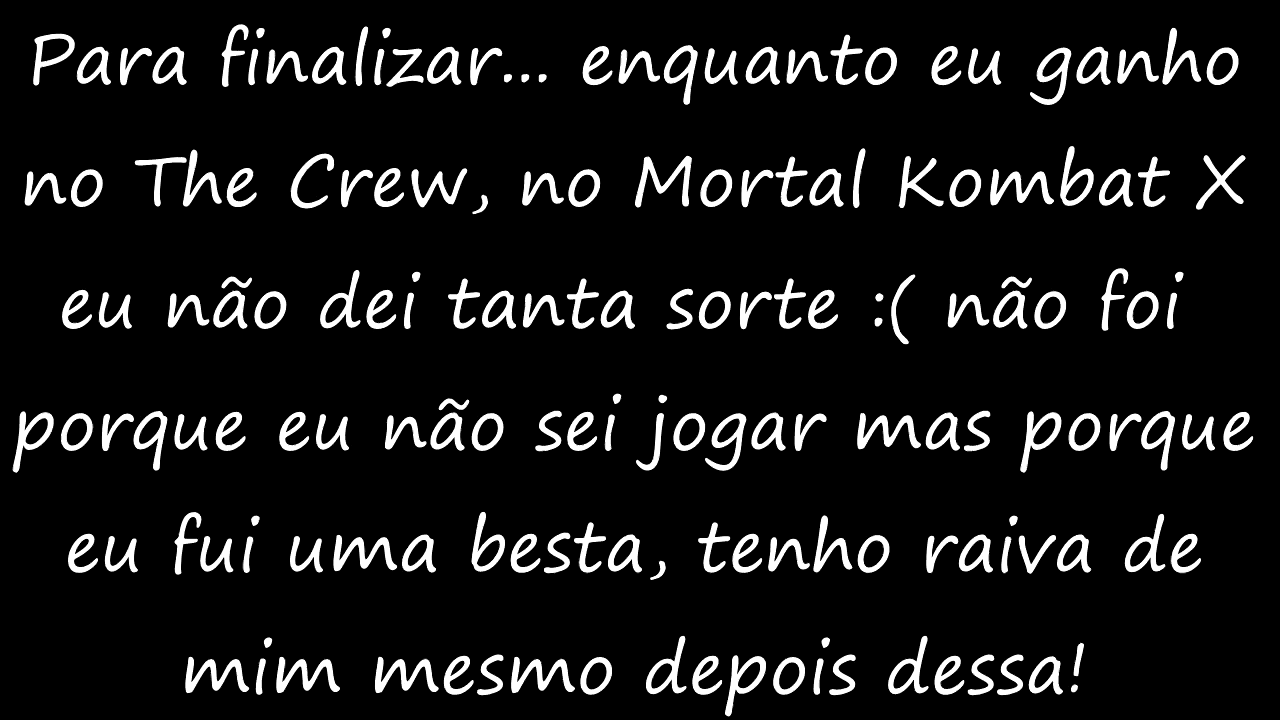 Para finalizar... enquanto eu ganho
no The Crew, no Mortal Kombat X
eu não dei tanta sorte :( não foi
porque eu não sei jogar mas porque
eu fui uma besta, tenho raiva de
mim mesmo depois dessa!